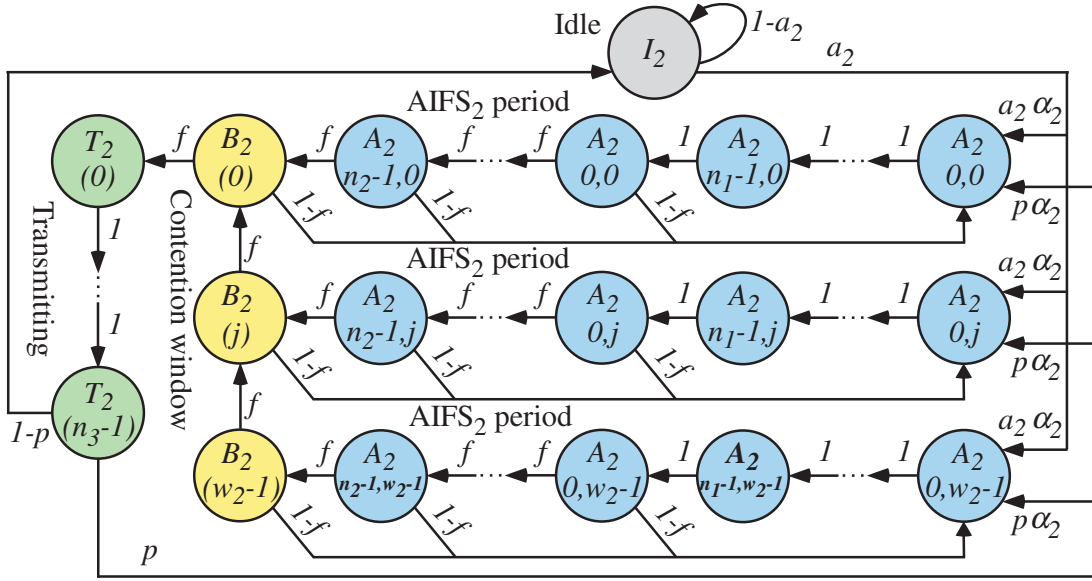 Idle
I₂
1-a₂
a₂
AIFS₂ period
T₂
(0)
f
B₂
(0)
f
A₂
n₂-1,0
f
f
A₂
0,0
1
A₂
n₁-1,0
1
1
A₂
0,0
a₂ α₂
p α₂
1-f
1-f
1-f
Transmitting
1
1
Contention window
f
AIFS₂ period
B₂
(j)
f
A₂
n₂-1,j
f
f
A₂
0,j
1
A₂
n₁-1,j
1
1
A₂
0,j
a₂ α₂
p α₂
1-f
1-f
1-f
f
AIFS₂ period
T₂
(n₃-1)
1-p
B₂
(w₂-1)
f
A₂
n₂-1,w₂-1
f
f
A₂
0,w₂-1
1
A₂
n₁-1,w₂-1
1
1
A₂
0,w₂-1
a₂ α₂
p α₂
1-f
1-f
1-f
p